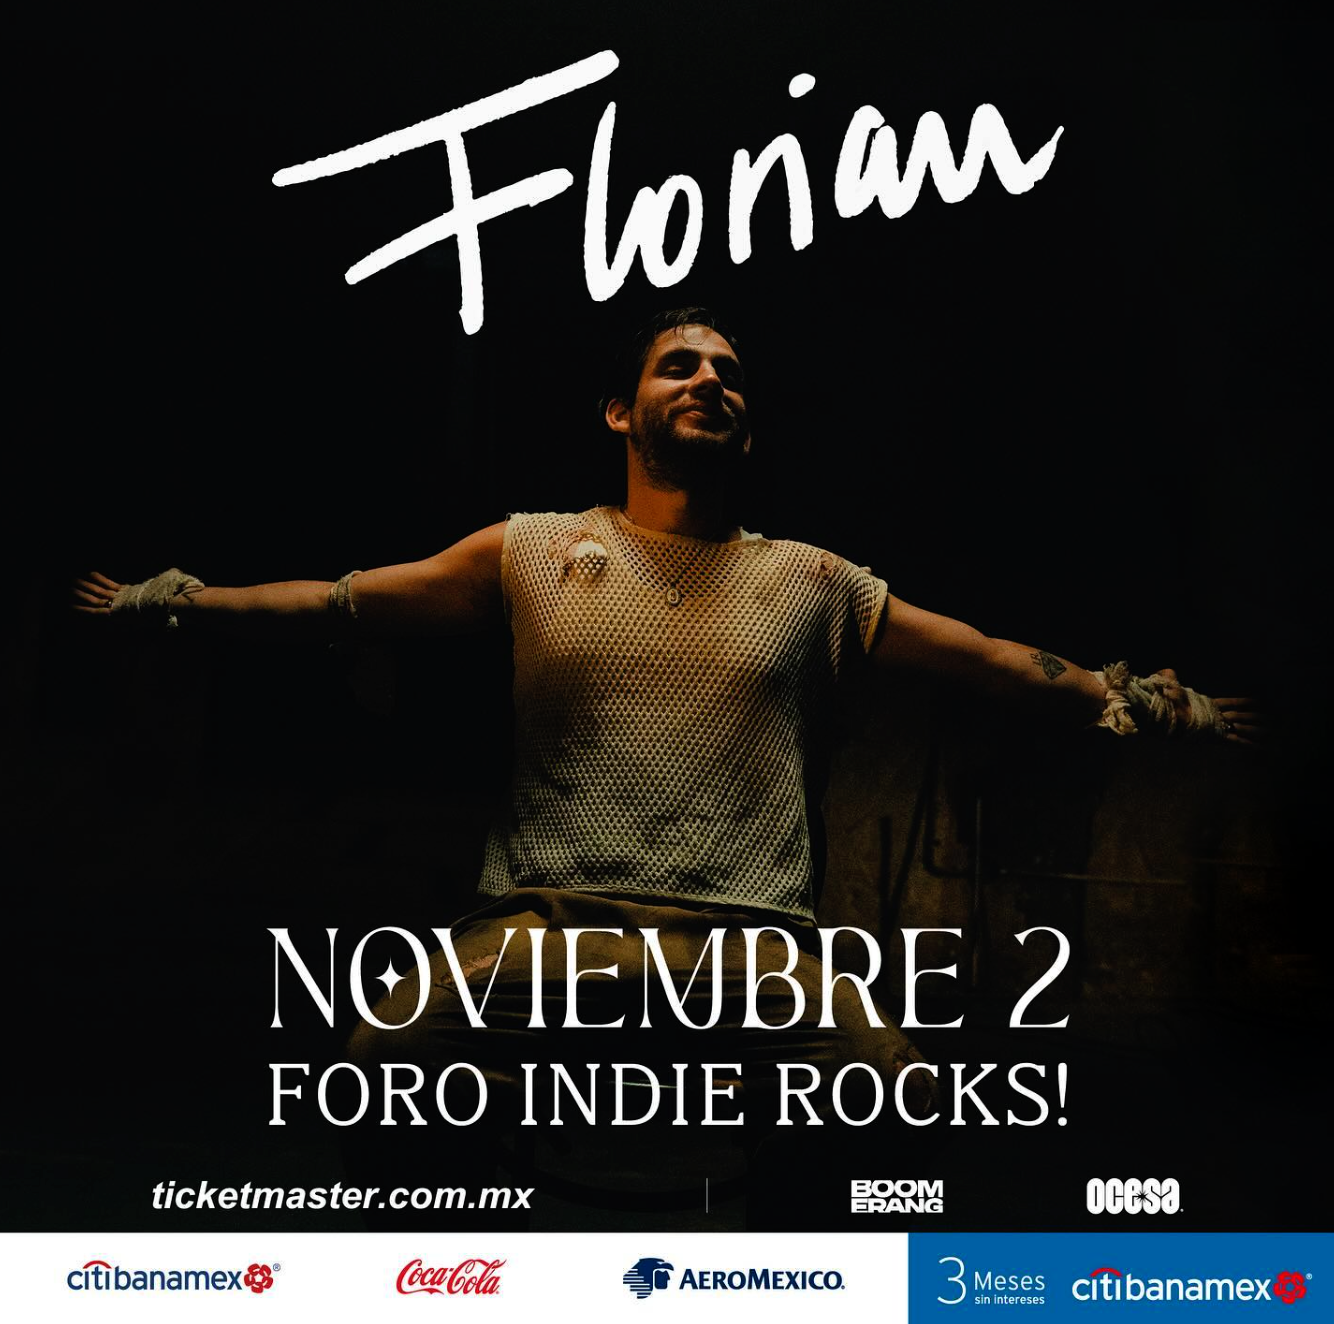 Florian
NOVIEMBRE 2
FORO INDIE ROCKS!
ticketmaster.com.mx
BOOM
ERANG
OCESA
citibanamex
Coca-Cola
AEROMEXICO.
3 Meses
sin intereses
citibanamex